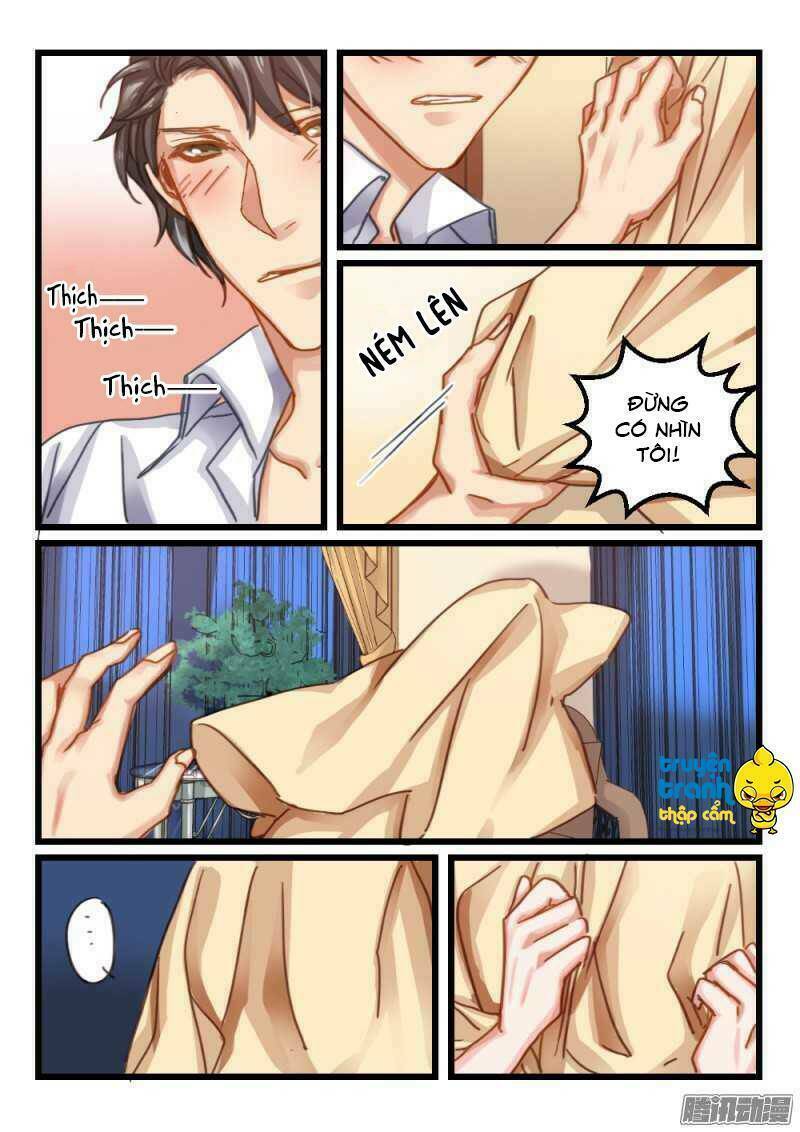 Thịch
Thịch
Thịch
NÉM LÊN
ĐỪNG
CÓ NHÌN
TÔI!
truyện
tranh
thập cẩm
...
腾讯动漫